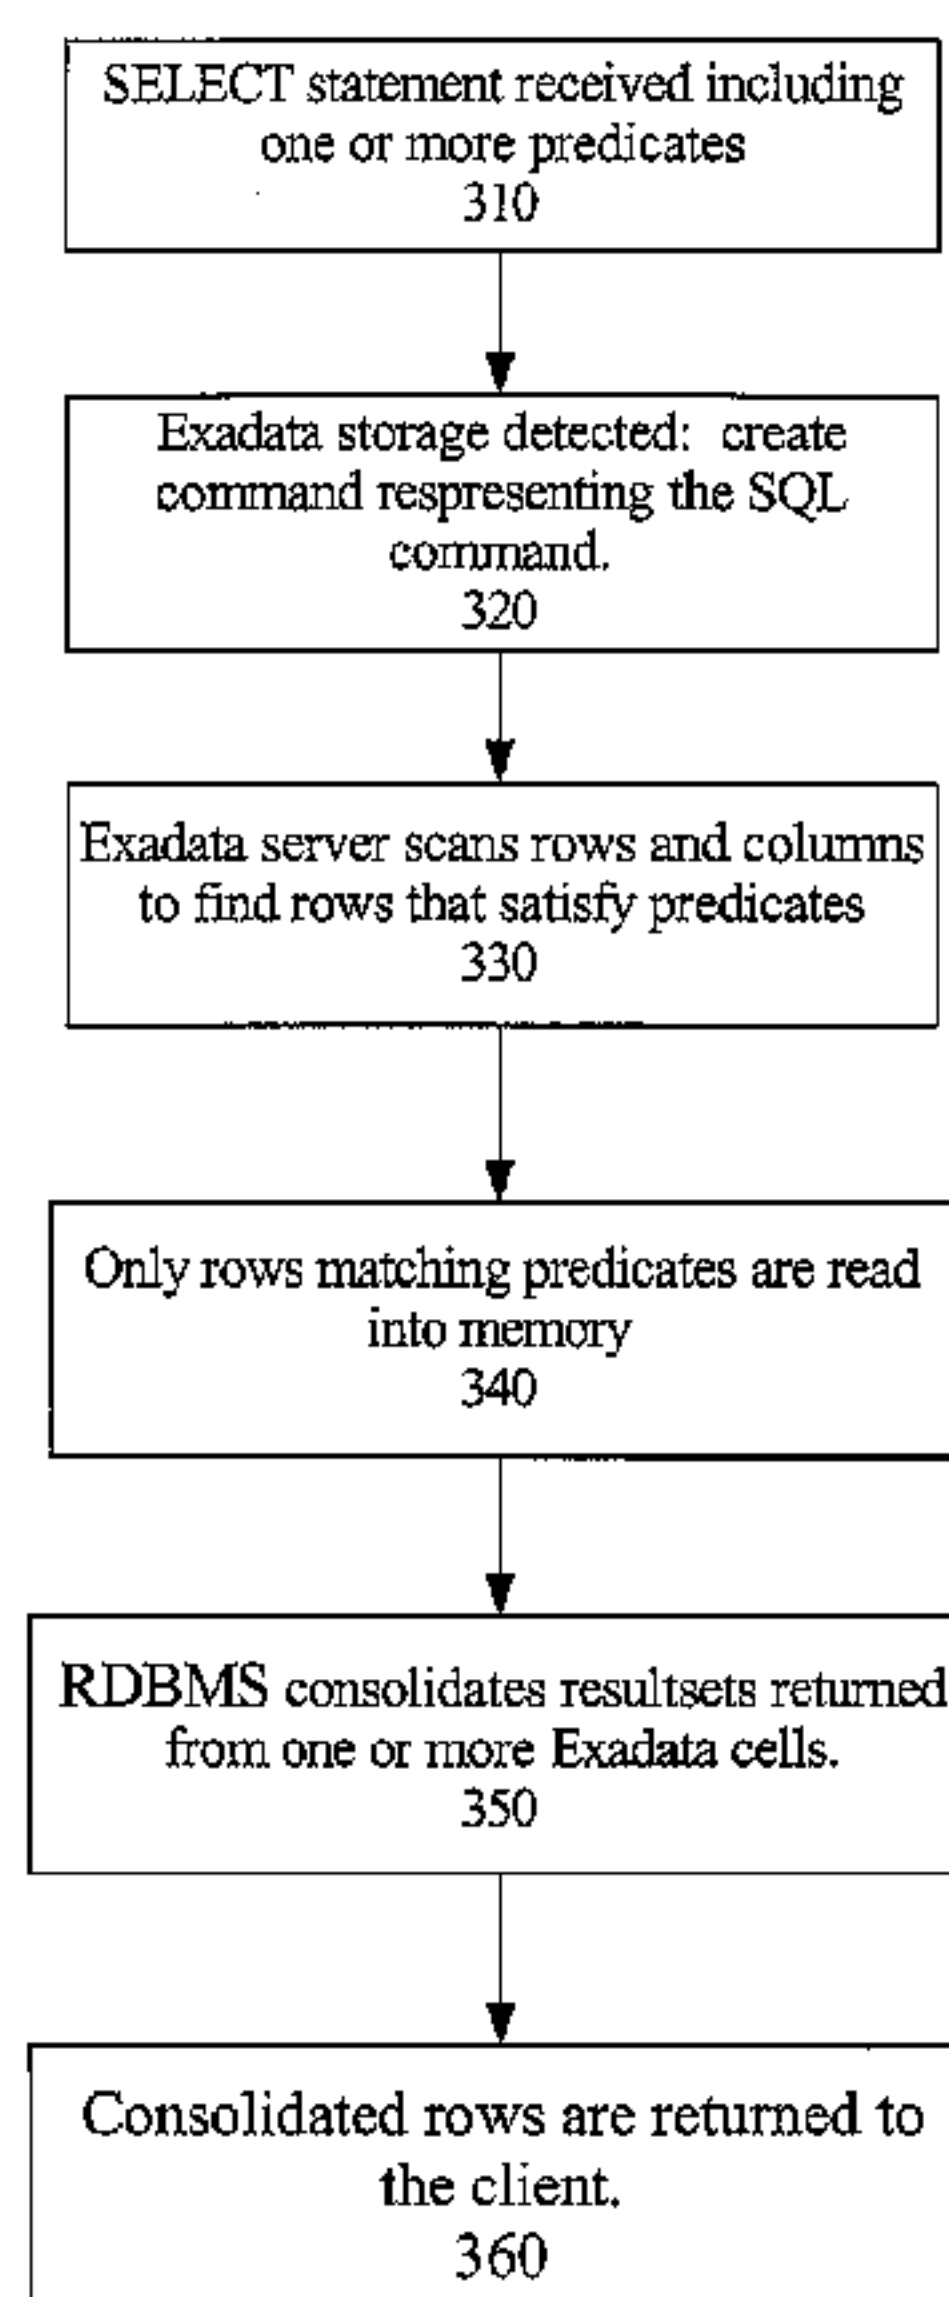 SELECT statement received including
one or more predicates
310
Exadata storage detected: create
command respresenting the SQL
command.
320
Exadata server scans rows and columns
to find rows that satisfy predicates
330
Only rows matching predicates are read
into memory
340
RDBMS consolidates resultsets returned
from one or more Exadata cells.
350
Consolidated rows are returned to
the client.
360